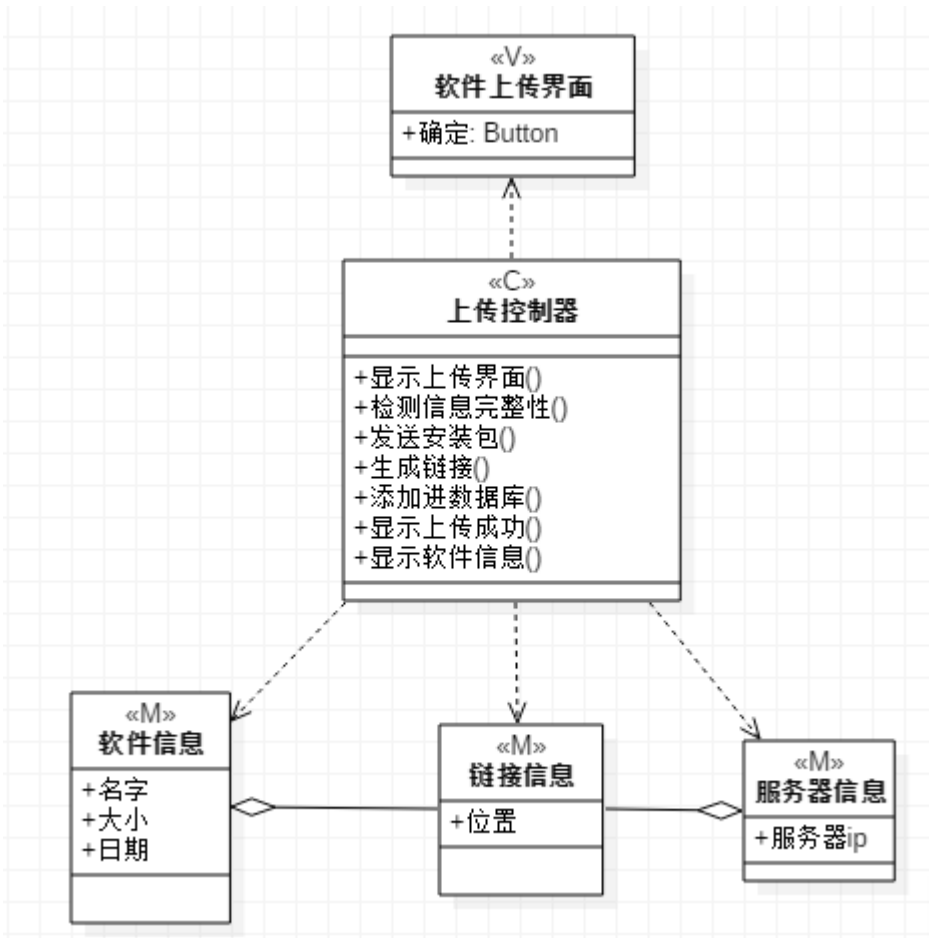 «V»
软件上传界面
+确定: Button
«C»
上传控制器
+显示上传界面()
+检测信息完整性()
+发送安装包()
+生成链接()
+添加进数据库()
+显示上传成功()
+显示软件信息()
«M»
软件信息
+名字
+大小
+日期
«M»
链接信息
+位置
«M»
服务器信息
+服务器ip